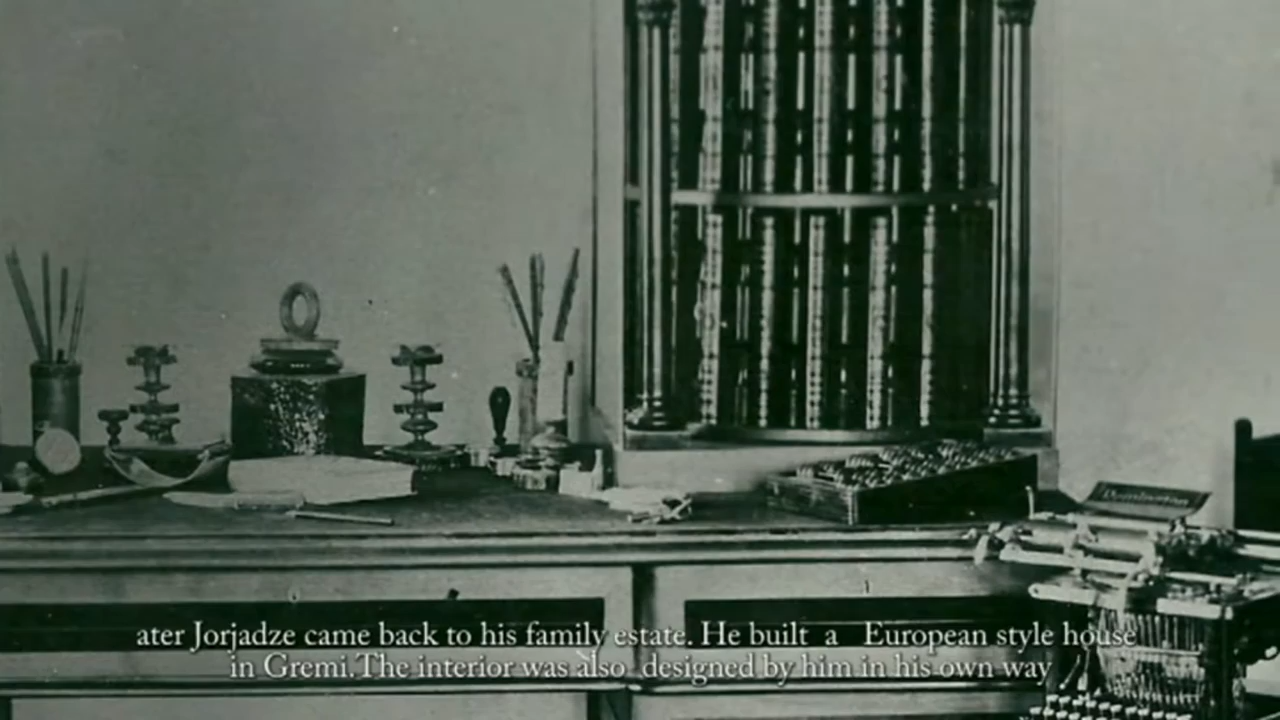 Remington
ater Jorjadze came back to his family estate. He built a European style house
in Gremi.The interior was also designed by him in his own way